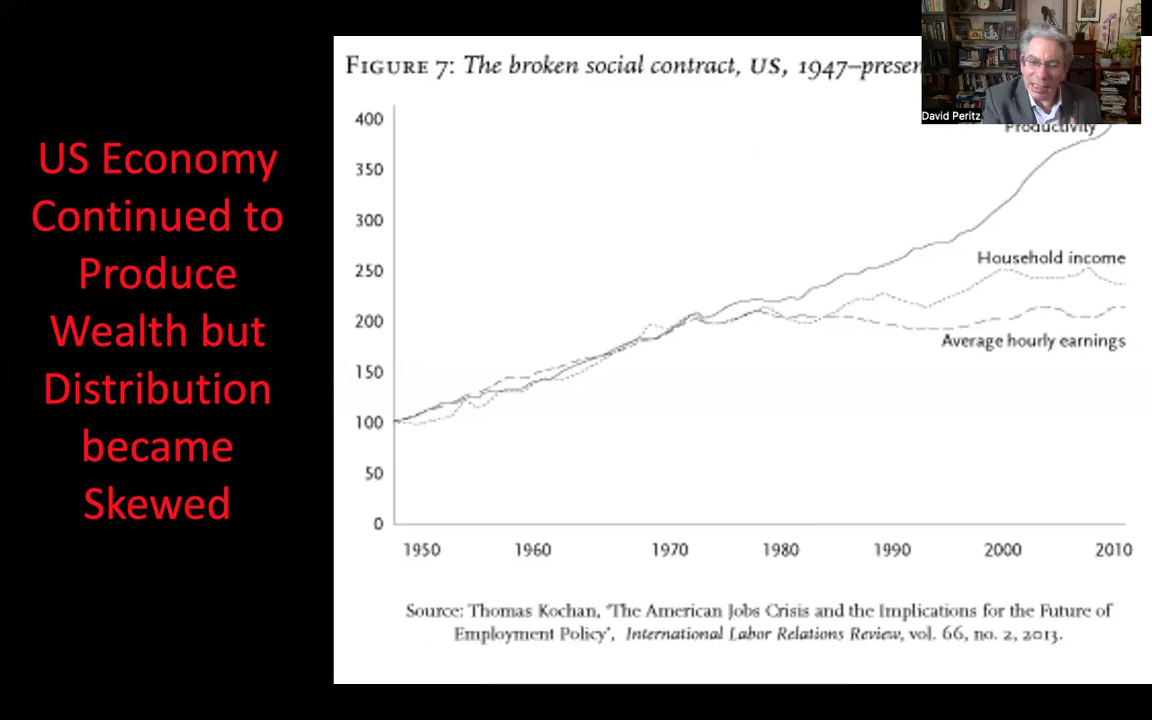 US Economy
Continued to
Produce
Wealth but
Distribution
became
Skewed
FIGURE 7: The broken social contract, US, 1947–presen
David Peritz
Productivity
400
350
300
250
200
150
100
50
0
Household income
Average hourly earnings
1950 1960 1970 1980 1990 2000 2010
Source: Thomas Kochan, ‘The American Jobs Crisis and the Implications for the Future of
Employment Policy’, International Labor Relations Review, vol. 66, no. 2, 2013.